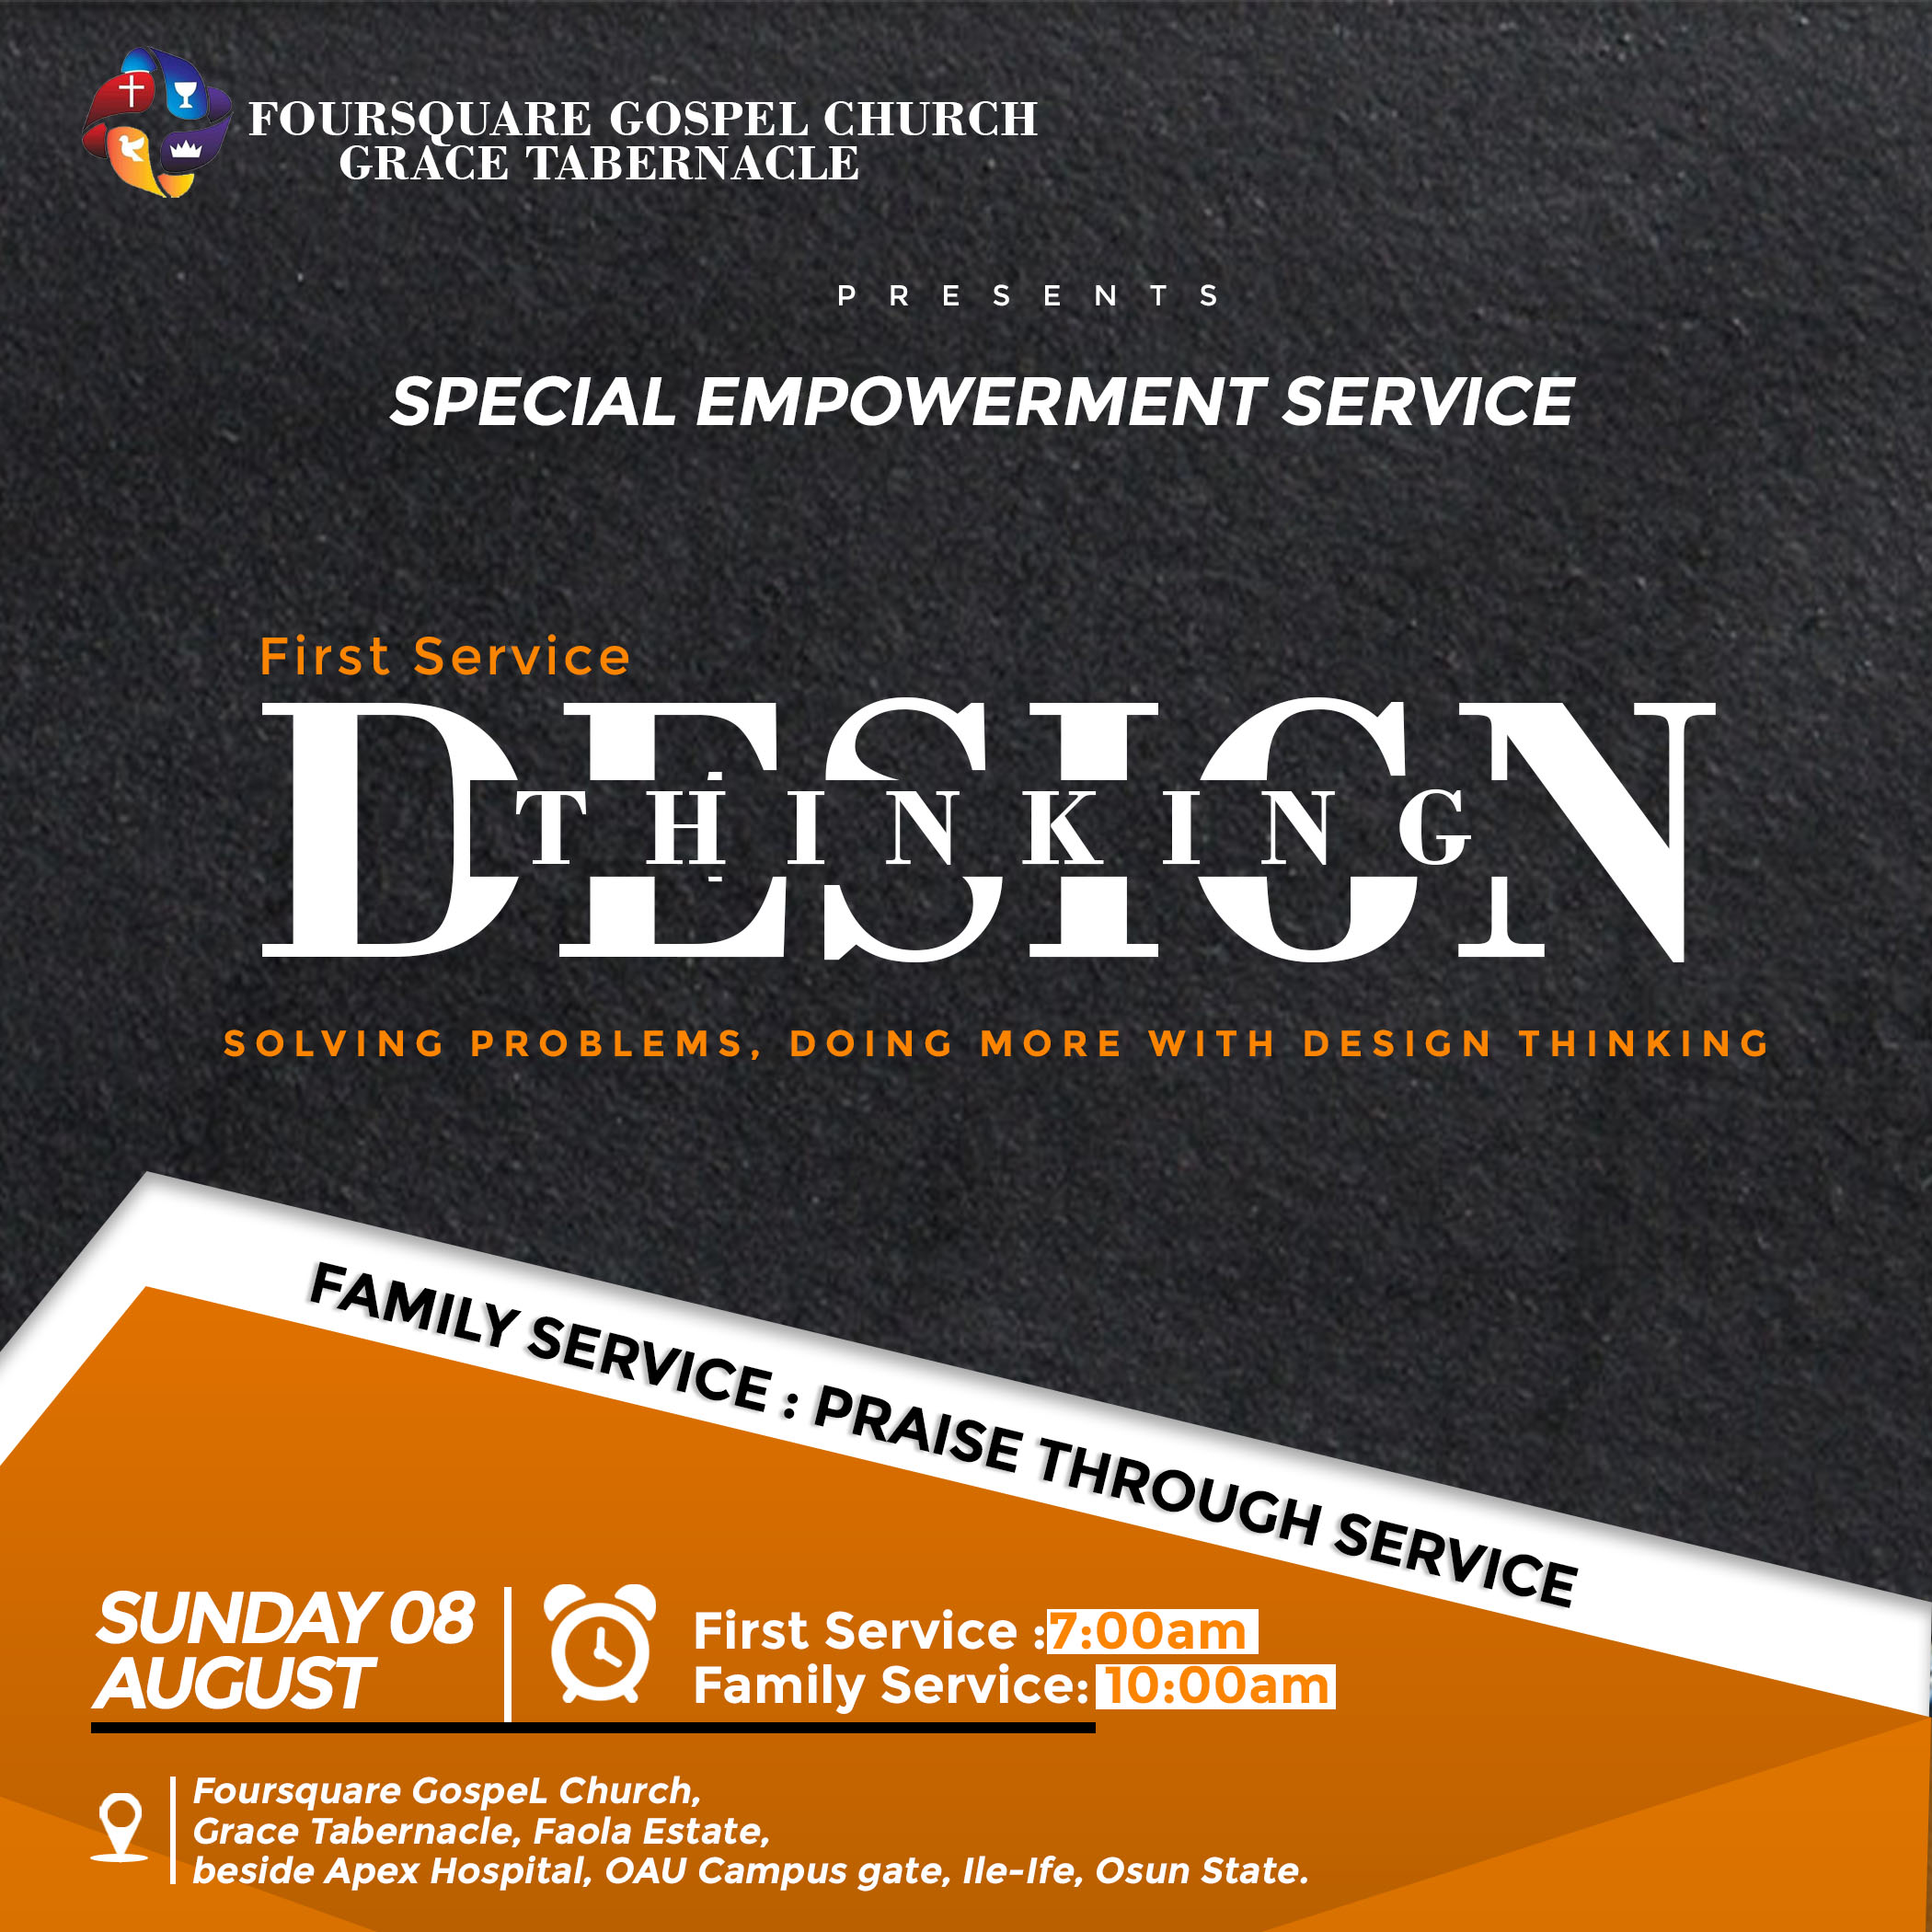 FOURSQUARE GOSPEL CHURCH
GRACE TABERNACLE
PRESENTS
SPECIAL EMPOWERMENT SERVICE
First Service
DESIGN
THINKING
SOLVING PROBLEMS, DOING MORE WITH DESIGN THINKING
FAMILY SERVICE : PRAISE THROUGH SERVICE
SUNDAY 08
AUGUST
First Service :7:00am
Family Service: 10:00am
Foursquare GospeL Church,
Grace Tabernacle, Faola Estate,
beside Apex Hospital, OAU Campus gate, Ile-Ife, Osun State.